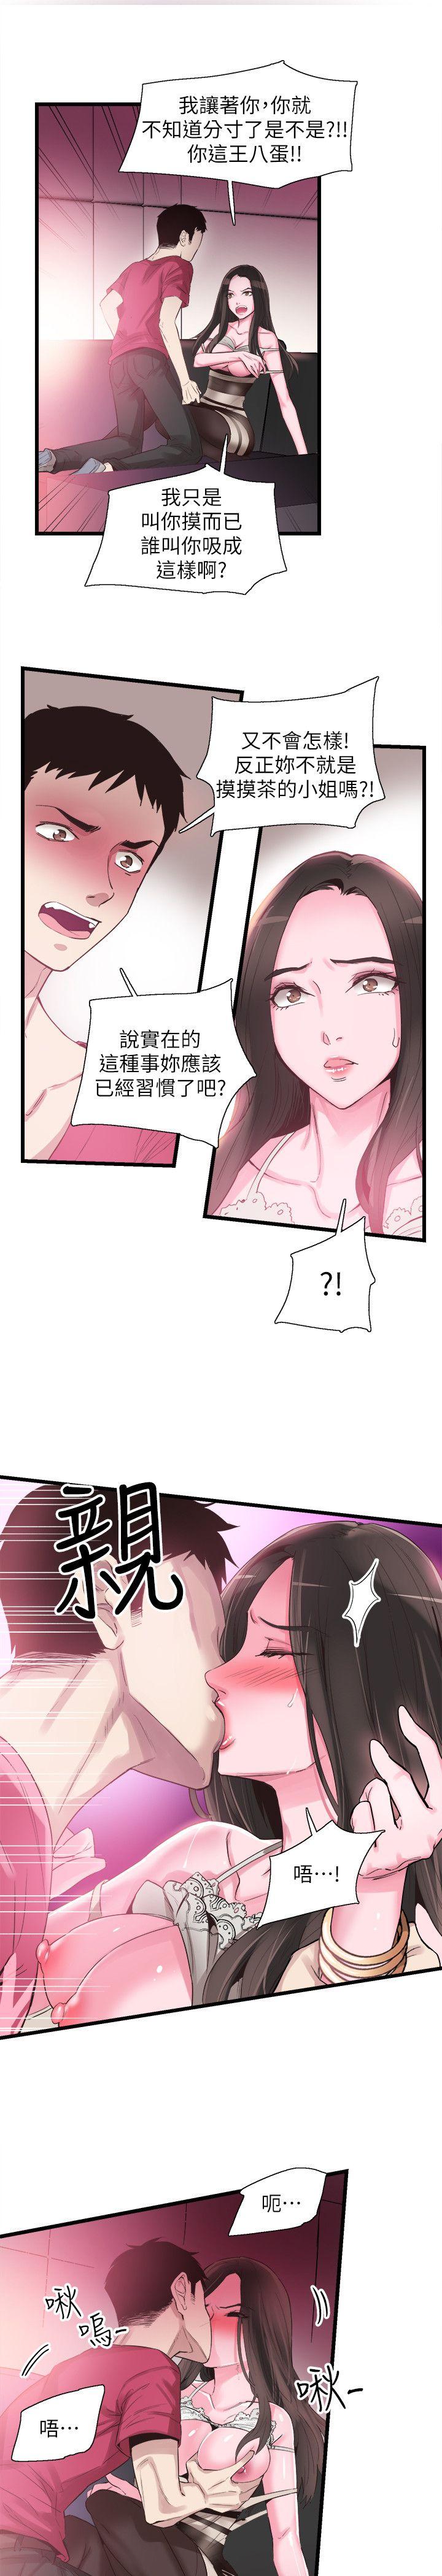 我讓著你，你就
不知道分寸了是不是?!!
你這王八蛋!!
我只是
叫你摸而已
誰叫你吸成
這樣啊?
又不會怎樣!
反正妳不就是
摸摸茶的小姐嗎?!
說實在的
這種事妳應該
已經習慣了吧?
?!
親
唔…!
呃…
啾
嗚-
啾-
唔…